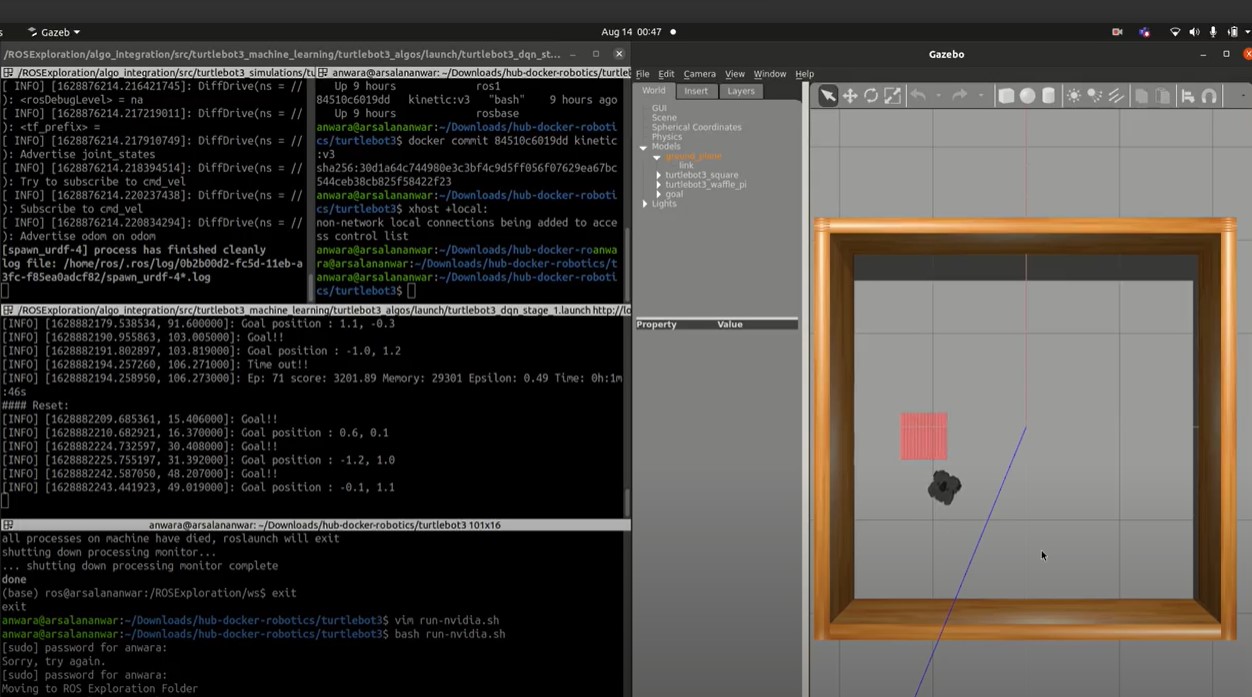 s
Gazeb
Aug 14 00:47
/ROSExploration/algo_integration/src/turtlebot3_machine_learning/turtlebot3_algos/launch/turtlebot3_dqn_st...
/ROSExploration/algo_integration/src/turtlebot3_simulations/tu
[ INFO] [1628876214.216421745]: DiffDrive(ns = //
): <rosDebugLevel> = na
[ INFO] [1628876214.217219011]: DiffDrive(ns = //
): <tf_prefix> =
[ INFO] [1628876214.217910749]: DiffDrive(ns = //
): Advertise joint_states
[ INFO] [1628876214.218394514]: DiffDrive(ns = //
): Try to subscribe to cmd_vel
[ INFO] [1628876214.220237438]: DiffDrive(ns = //
): Subscribe to cmd_vel
[ INFO] [1628876214.220834294]: DiffDrive(ns = //
): Advertise odom on odom
[spawn_urdf-4] process has finished cleanly
log file: /home/ros/.ros/log/0b2b00d2-fc5d-11eb-a
3fc-f85ea0adcf82/spawn_urdf-4*.log
anwara@arsalananwar: ~/Downloads/hub-docker-robotics/turtleb
Up 9 hours ros1
84510c6019dd kinetic:v3 "bash" 9 hours ago
Up 9 hours rosbase
anwara@arsalananwar:~/Downloads/hub-docker-roboti
cs/turtlebot3$ docker commit 84510c6019dd kinetic
:v3
sha256:30d1a64c744980e3c3bf4c9d5ff056f07629ea67bc
544ceb38cb825f58422f23
anwara@arsalananwar:~/Downloads/hub-docker-roboti
cs/turtlebot3$ xhost +local:
non-network local connections being added to acce
ss control list
anwara@arsalananwar:~/Downloads/hub-docker-roanwa
ra@arsalananwar:~/Downloads/hub-docker-robotics/t
anwara@arsalananwar:~/Downloads/hub-docker-roboti
cs/turtlebot3$
/ROSExploration/algo_integration/src/turtlebot3_machine_learning/turtlebot3_algos/launch/turtlebot3_dqn_stage_1.launch http://lo
[INFO] [1628882179.538534, 91.600000]: Goal position : 1.1, -0.3
[INFO] [1628882190.955863, 103.005000]: Goal!!
[INFO] [1628882191.802897, 103.819000]: Goal position : -1.0, 1.2
[INFO] [1628882194.257260, 106.271000]: Time out!!
[INFO] [1628882194.258950, 106.273000]: Ep: 71 score: 3201.89 Memory: 29301 Epsilon: 0.49 Time: 0h:1m
:46s
#### Reset:
[INFO] [1628882209.685361, 15.406000]: Goal!!
[INFO] [1628882210.682921, 16.370000]: Goal position : 0.6, 0.1
[INFO] [1628882224.732597, 30.408000]: Goal!!
[INFO] [1628882225.755197, 31.392000]: Goal position : -1.2, 1.0
[INFO] [1628882242.587050, 48.207000]: Goal!!
[INFO] [1628882243.441923, 49.019000]: Goal position : -0.1, 1.1
anwara@arsalananwar: ~/Downloads/hub-docker-robotics/turtlebot3 101x16
all processes on machine have died, roslaunch will exit
shutting down processing monitor...
... shutting down processing monitor complete
done
(base) ros@arsalananwar:/ROSExploration/ws$ exit
exit
anwara@arsalananwar:~/Downloads/hub-docker-robotics/turtlebot3$ vim run-nvidia.sh
anwara@arsalananwar:~/Downloads/hub-docker-robotics/turtlebot3$ bash run-nvidia.sh
[sudo] password for anwara:
Sorry, try again.
[sudo] password for anwara:
Moving to ROS Exploration Folder
Gazebo
File Edit Camera View Window Help
World Insert Layers
GUI
Scene
Spherical Coordinates
Physics
Models
ground_plane
link
turtlebot3_square
turtlebot3_waffle_pi
goal
Lights
Property Value